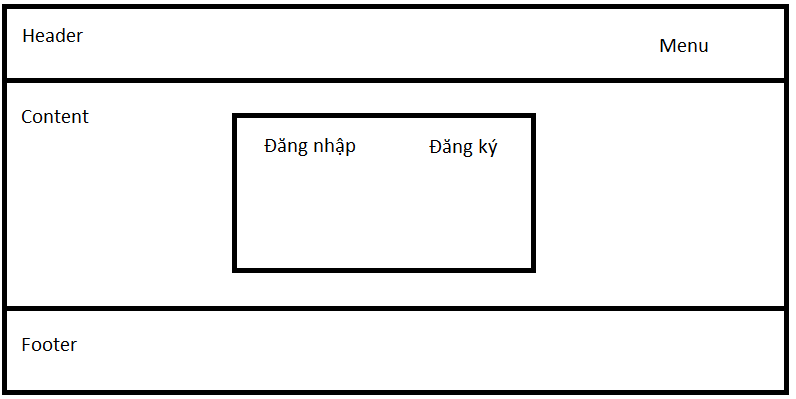 Header
Menu
Content
Đăng nhập
Đăng ký
Footer